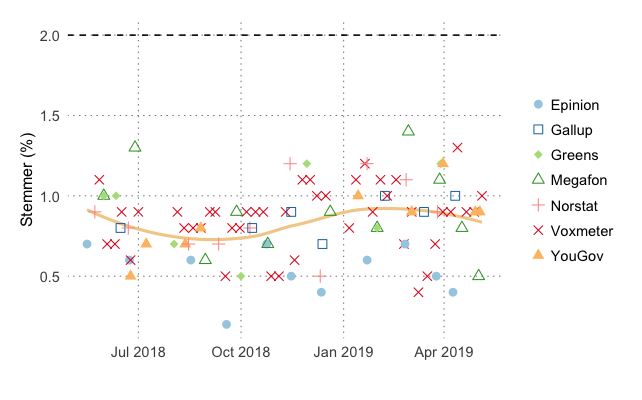 Stemmer (%)
2.0
1.5
1.0
0.5
Jul 2018
Oct 2018
Jan 2019
Apr 2019
Epinion
Gallup
Greens
Megafon
Norstat
Voxmeter
YouGov